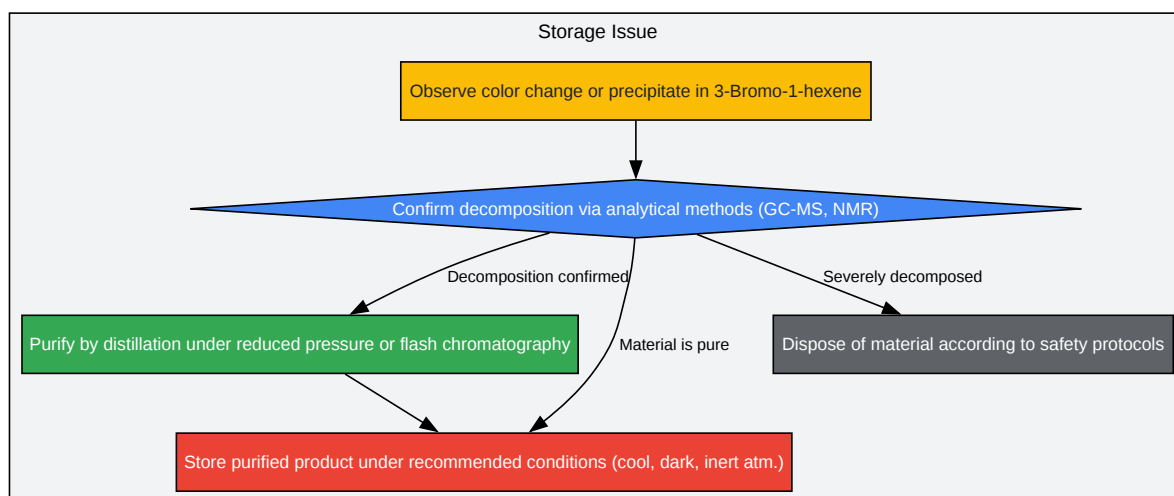 Storage Issue
Observe color change or precipitate in 3-Bromo-1-hexene
Confirm decomposition via analytical methods (GC-MS, NMR)
Decomposition confirmed
Severely decomposed
Purify by distillation under reduced pressure or flash chromatography
Material is pure
Dispose of material according to safety protocols
Store purified product under recommended conditions (cool, dark, inert atm.)